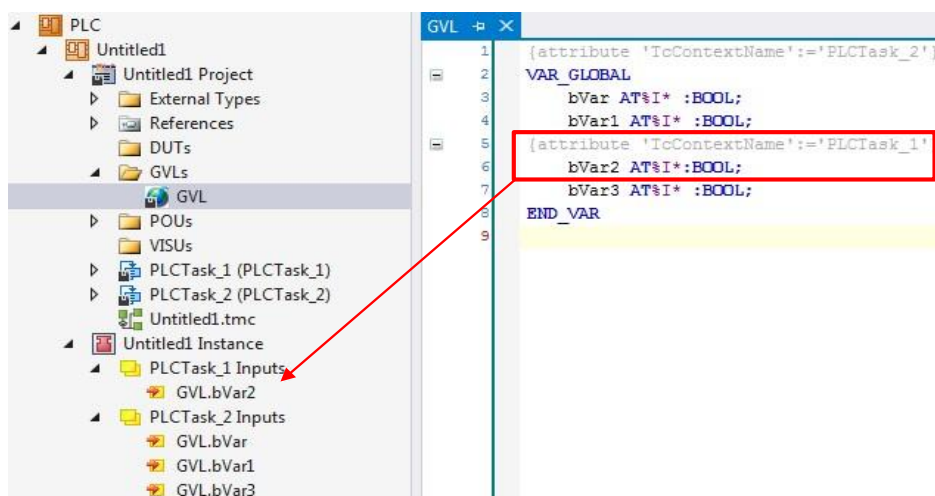 PLC
Untitled1
Untitled1 Project
External Types
References
DUTs
GVLs
GVL
POUs
VISUs
PLCTask_1 (PLCTask_1)
PLCTask_2 (PLCTask_2)
Untitled1.tmc
Untitled1 Instance
PLCTask_1 Inputs
GVL.bVar2
PLCTask_2 Inputs
GVL.bVar
GVL.bVar1
GVL.bVar3
GVL
1 {attribute 'TcContextName':='PLCTask_2'}
2 VAR_GLOBAL
3 bVar AT%I* :BOOL;
4 bVar1 AT%I* :BOOL;
5 {attribute 'TcContextName':='PLCTask_1'
6 bVar2 AT%I*:BOOL;
7 bVar3 AT%I* :BOOL;
8 END_VAR
9